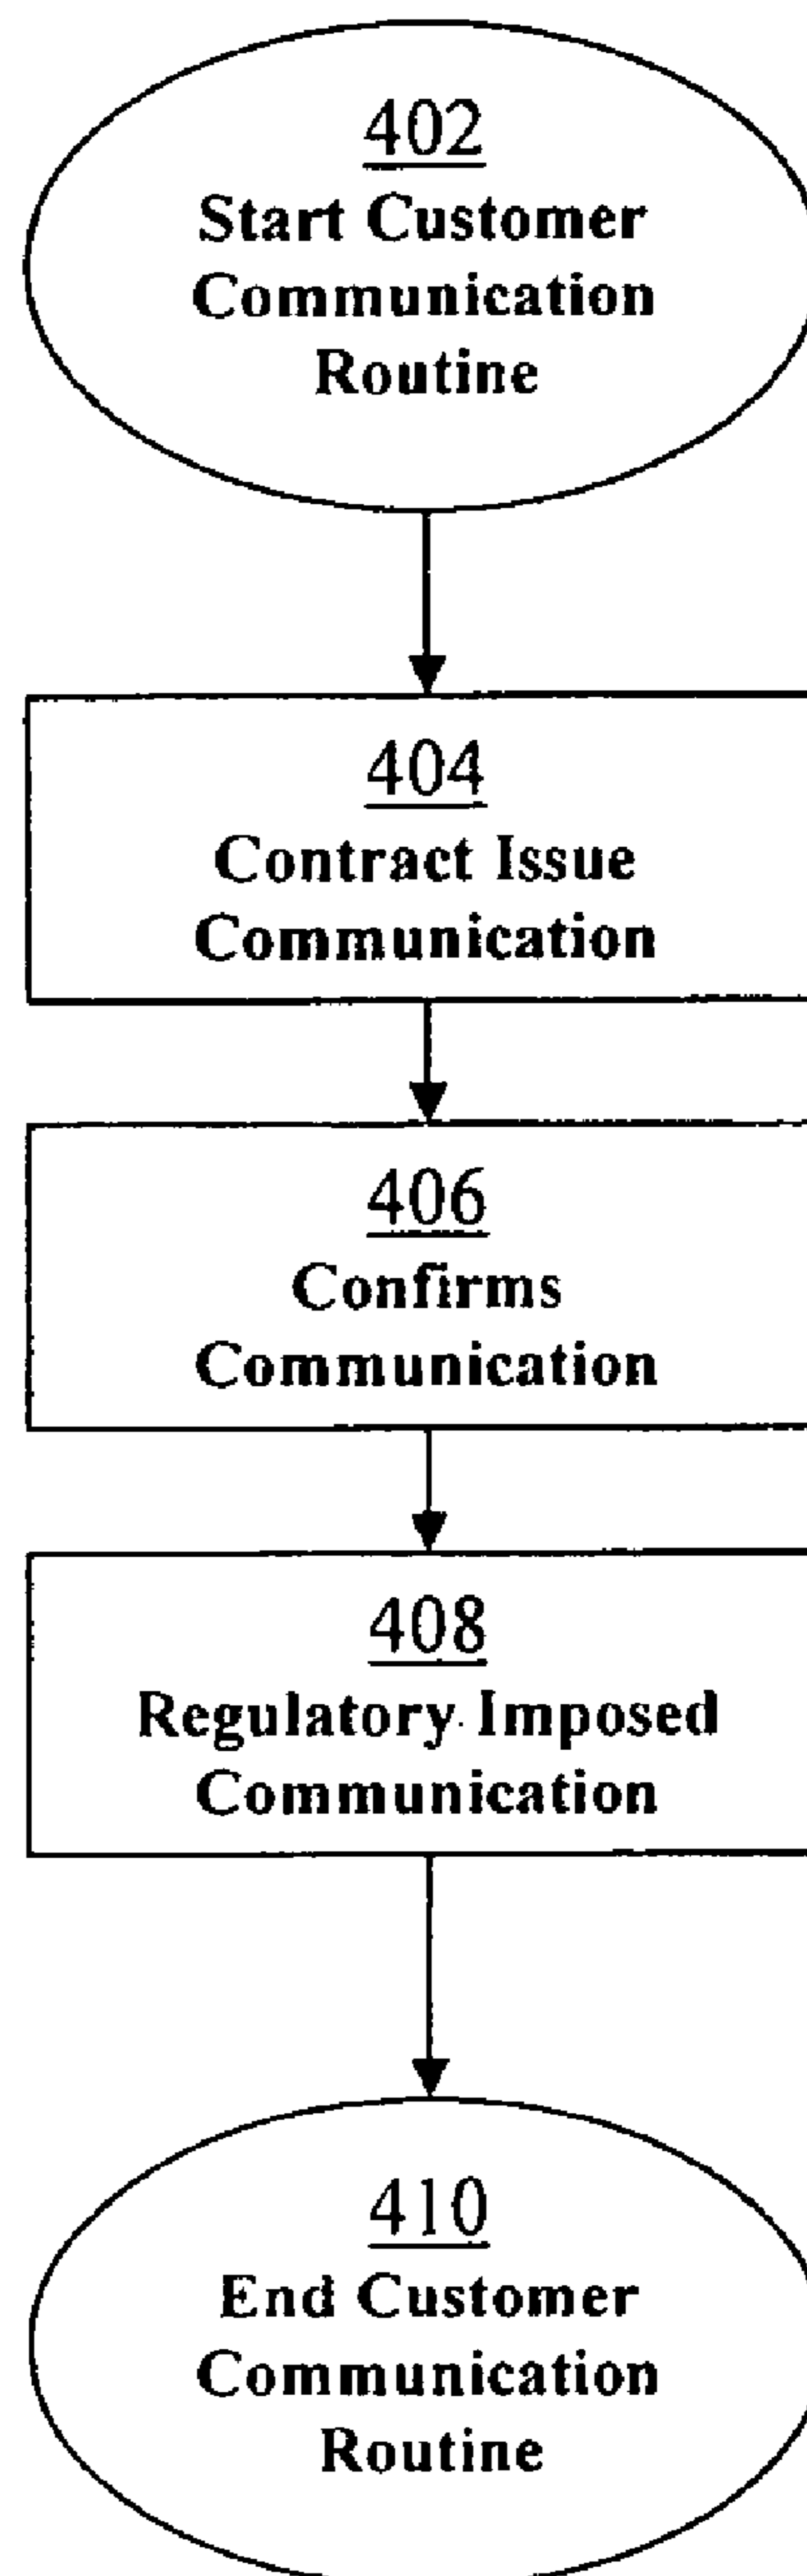 402
Start Customer
Communication
Routine
404
Contract Issue
Communication
406
Confirms
Communication
408
Regulatory Imposed
Communication
410
End Customer
Communication
Routine